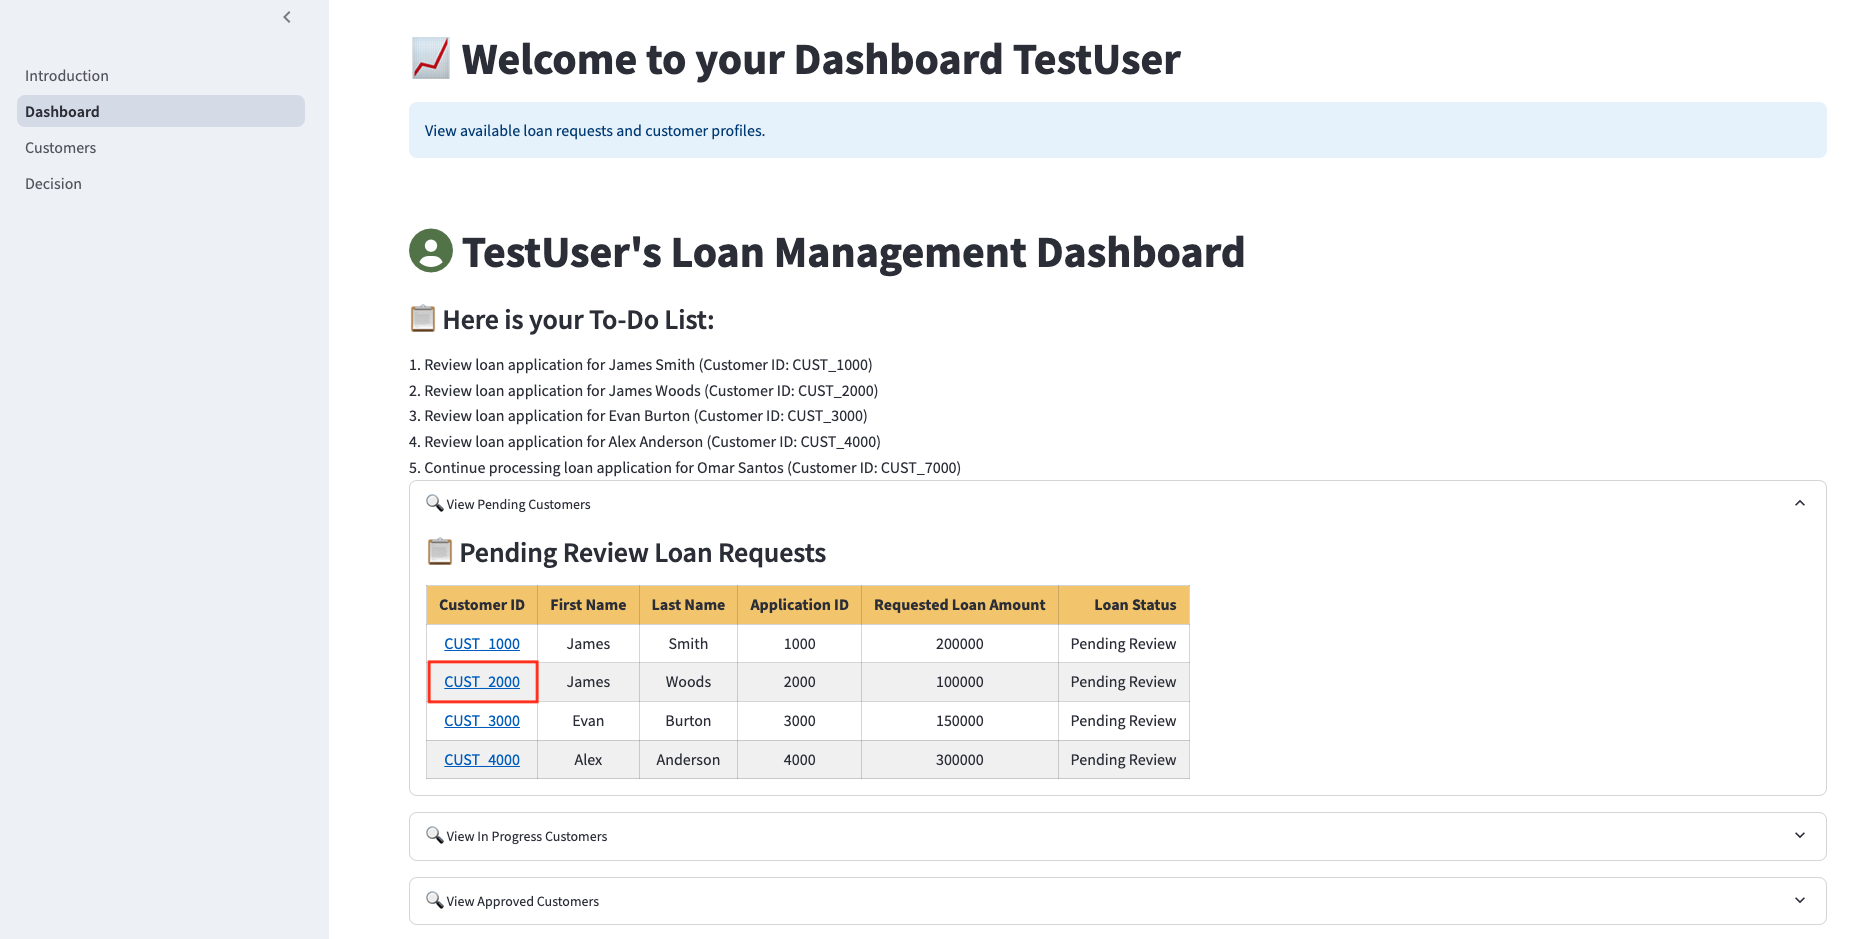 Introduction
Dashboard
Customers
Decision
Welcome to your Dashboard TestUser
View available loan requests and customer profiles.
TestUser's Loan Management Dashboard
Here is your To-Do List:
1. Review loan application for James Smith (Customer ID: CUST_1000)
2. Review loan application for James Woods (Customer ID: CUST_2000)
3. Review loan application for Evan Burton (Customer ID: CUST_3000)
4. Review loan application for Alex Anderson (Customer ID: CUST_4000)
5. Continue processing loan application for Omar Santos (Customer ID: CUST_7000)
View Pending Customers
Pending Review Loan Requests
Customer ID First Name Last Name Application ID Requested Loan Amount Loan Status
CUST_1000 James Smith 1000 200000 Pending Review
CUST_2000 James Woods 2000 100000 Pending Review
CUST_3000 Evan Burton 3000 150000 Pending Review
CUST_4000 Alex Anderson 4000 300000 Pending Review
View In Progress Customers
View Approved Customers